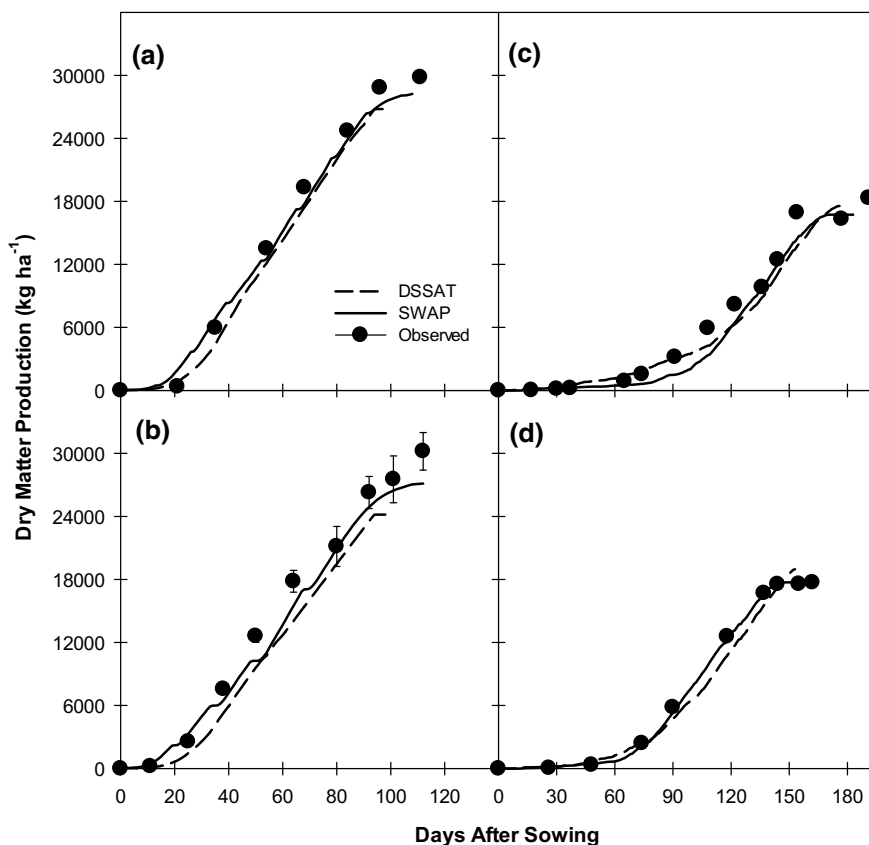 (a)
(c)
30000
24000
18000
12000
6000
0
DSSAT
SWAP
Observed
Dry Matter Production (kg ha⁻¹)
(b)
(d)
30000
24000
18000
12000
6000
0
0 20 40 60 80 100 120 0 30 60 90 120 150 180
Days After Sowing